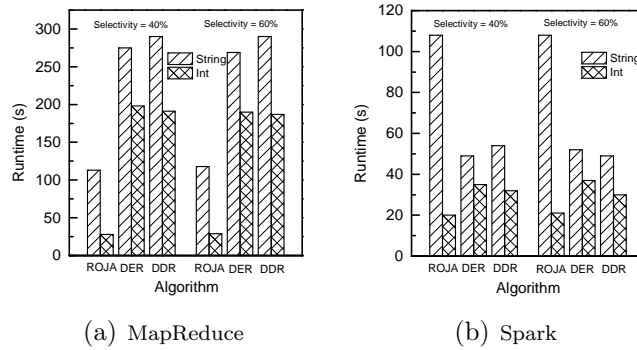 Selectivity = 40% Selectivity = 60%
String
Int
300
250
200
150
100
50
0
Runtime (s)
ROJA DER DDR ROJA DER DDR
Algorithm
(a) MapReduce
Selectivity = 40% Selectivity = 60%
String
Int
120
100
80
60
40
20
0
Runtime (s)
ROJA DER DDR ROJA DER DDR
Algorithm
(b) Spark